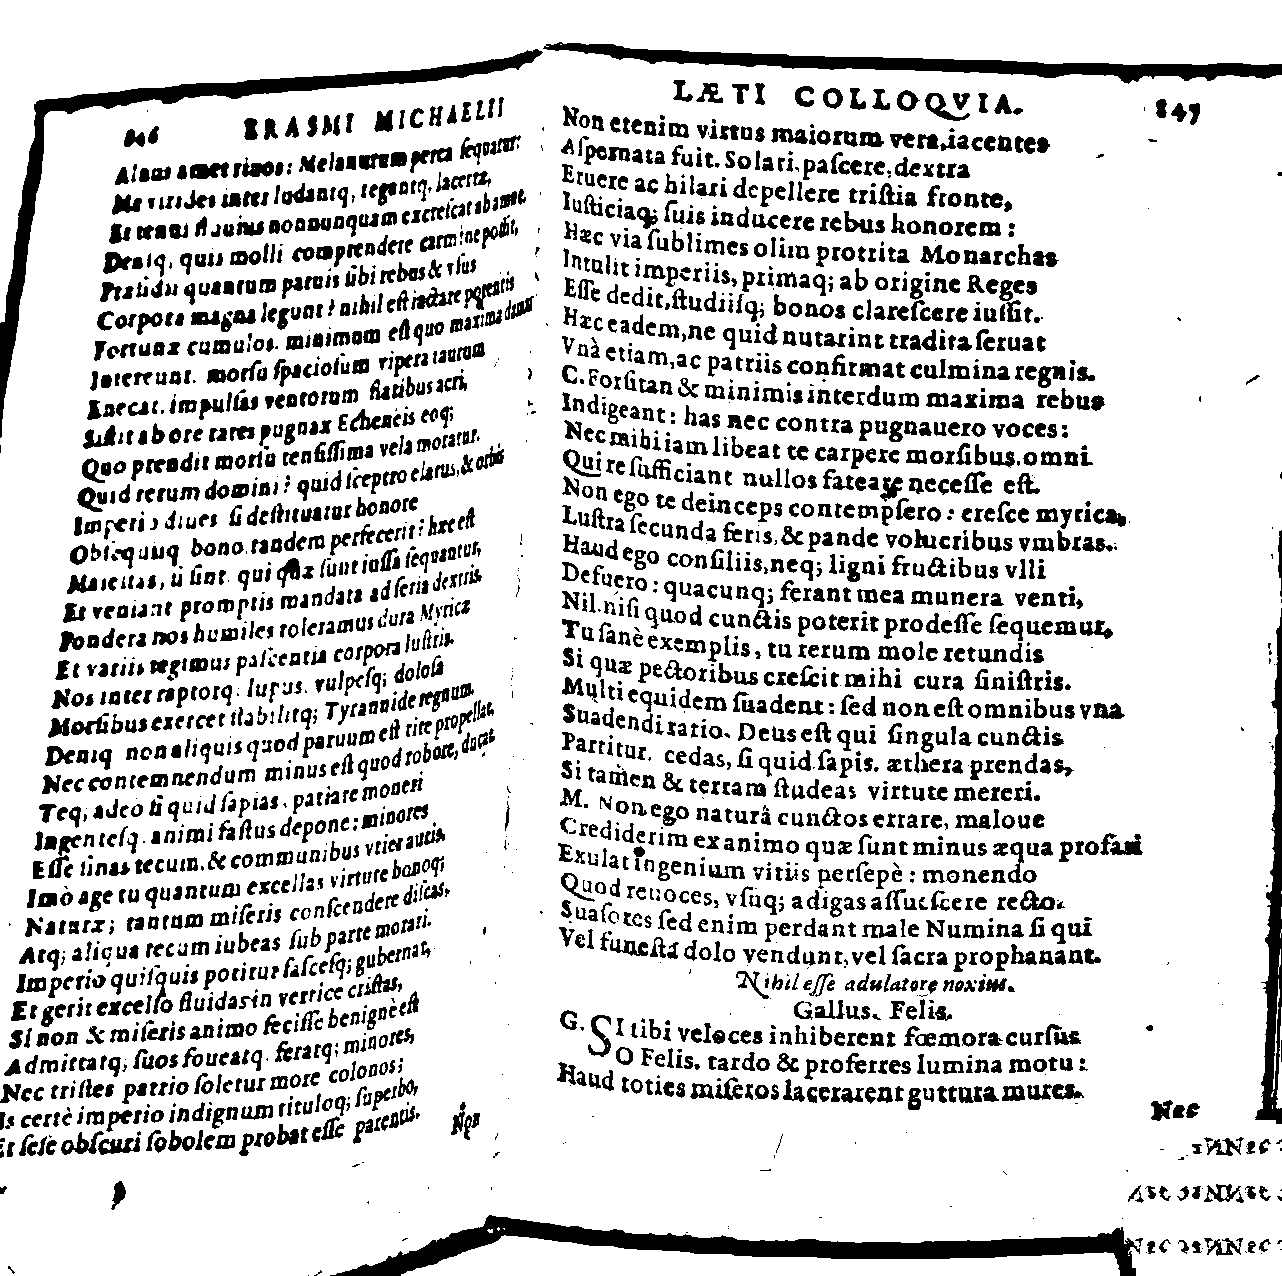 846 ERASMI MICHAELII
Alnus amet riuos: Melanurum perca sequatur:
Me virides inter ludantq, tegantq, lacertæ,
Et tenuis fluuius nonnunquam excrescat ab amne.
Deniq, quis molli comprendere carmine possit,
Præsidii quantum paruis sibi rebus & vsus
Corpora magna legunt? nihil est iactare potentis
Fortunæ cumulos. minimum est quo maxima damnis
Intereunt. morsu spaciosum vipera taurum
Enecat. impulsas ventorum flatibus acri,
Sistit ab ore rates pugnax Echeneis eoq;
Quo prendit morsu tensissima vela moratur.
Quid rerum domini? quid sceptro clarus, & orbis
Imperio diues si destituatur honore
Obsequiiq bono tandem perfecerit? hæc est
Maiestas, ii sint qui quæ sunt iussa sequantur,
Et veniant promptis mandata ad seria dextris.
Pondera nos humiles toleramus dura Myricæ
Et variis tegimus pascentia corpora lustris.
Nos inter raptorq. lupus. vulpesq; dolosa
Morsibus exercet stabilitq; Tyrannide regnum.
Deniq non aliquis quod paruum est rite propellat,
Nec contemnendum minus est quod robore, ducat.
Teq; adeo si quid sapias, patiare moneri
Ingentesq. animi fastus depone: minores
Esse sinas tecum. & communibus vtier auris.
Imò age tu quantum excellas virture bonoq;
Naturæ; tantum miseris conscendere discas,
Atq; aliqua tecum iubeas sub parte morari.
Imperio quisquis potitur fascesq; gubernat,
Et gerit excelso fluidas in vertice cristas,
Si non & miseris animo fecisse benignè est
Admittatq; suos foueatq. feratq; minores,
Nec tristes patrio soletur more colonos;
Is certè imperio indignum tituloq; superbo,
Et sese obscuri sobolem probat esse parentis.
Non
LÆTI COLLOQVIA. 847
Non etenim virtus maiorum vera, iacentes
Aspernata fuit. Solari. pascere, dextra
Eruere ac hilari depellere tristia fronte,
Iusticiaq; suis inducere rebus honorem:
Hæc via sublimes olim protrita Monarchas
Intulit imperiis, primaq; ab origine Reges
Esse dedit, studiisq; bonos clarescere iussit.
Hæc eadem, ne quid nutarint tradita seruat
Vnà etiam, ac patriis confirmat culmina regnis.
C. Forsitan & minimis interdum maxima rebus
Indigeant: has nec contra pugnauero voces:
Nec mihi iam libeat te carpere morsibus. omni
Qui re sufficiant nullos fateare necesse est.
Non ego te deinceps contempsero: cresce myrica,
Lustra secunda feris, & pande volucribus vmbras.
Haud ego consiliis, neq; ligni fructibus vlli
Defuero: quacunq; ferant mea munera venti,
Nil. nisi quod cunctis poterit prodesse sequemur,
Tu sanè exemplis, tu rerum mole retundis
Si quæ pectoribus crescit mihi cura sinistris.
Multi equidem suadent: sed non est omnibus vna
Suadendi ratio. Deus est qui singula cunctis
Partitur. cedas, si quid sapis. æthera prendas,
Si tamen & terram studeas virtute mereri.
M. Non ego naturâ cunctos errare, maloue
Crediderim ex animo quæ sunt minus æqua profari
Exulat ingenium vitiis persepè: monendo
Quod reuoces, vsuq; adigas assuescere recto.
Suasores sed enim perdant male Numina si qui
Vel funesta dolo vendunt, vel sacra prophanant.
Nihil esse adulatore noxius.
Gallus. Felis.
G. SI tibi veloces inhiberent fœmora cursus
O Felis. tardo & proferres lumina motu:
Haud toties miseros lacerarent guttura mures.
Nec